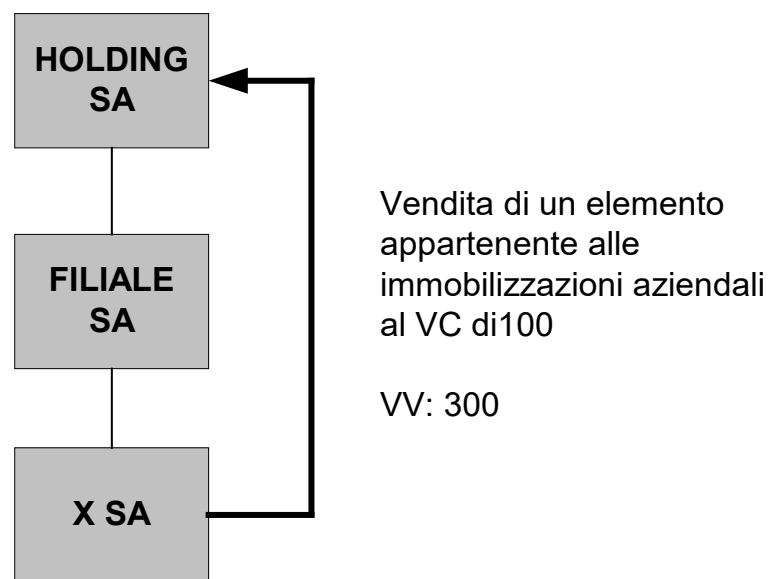 HOLDING
SA
FILIALE
SA
X SA
Vendita di un elemento
appartenente alle
immobilizzazioni aziendali
al VC di100
VV: 300